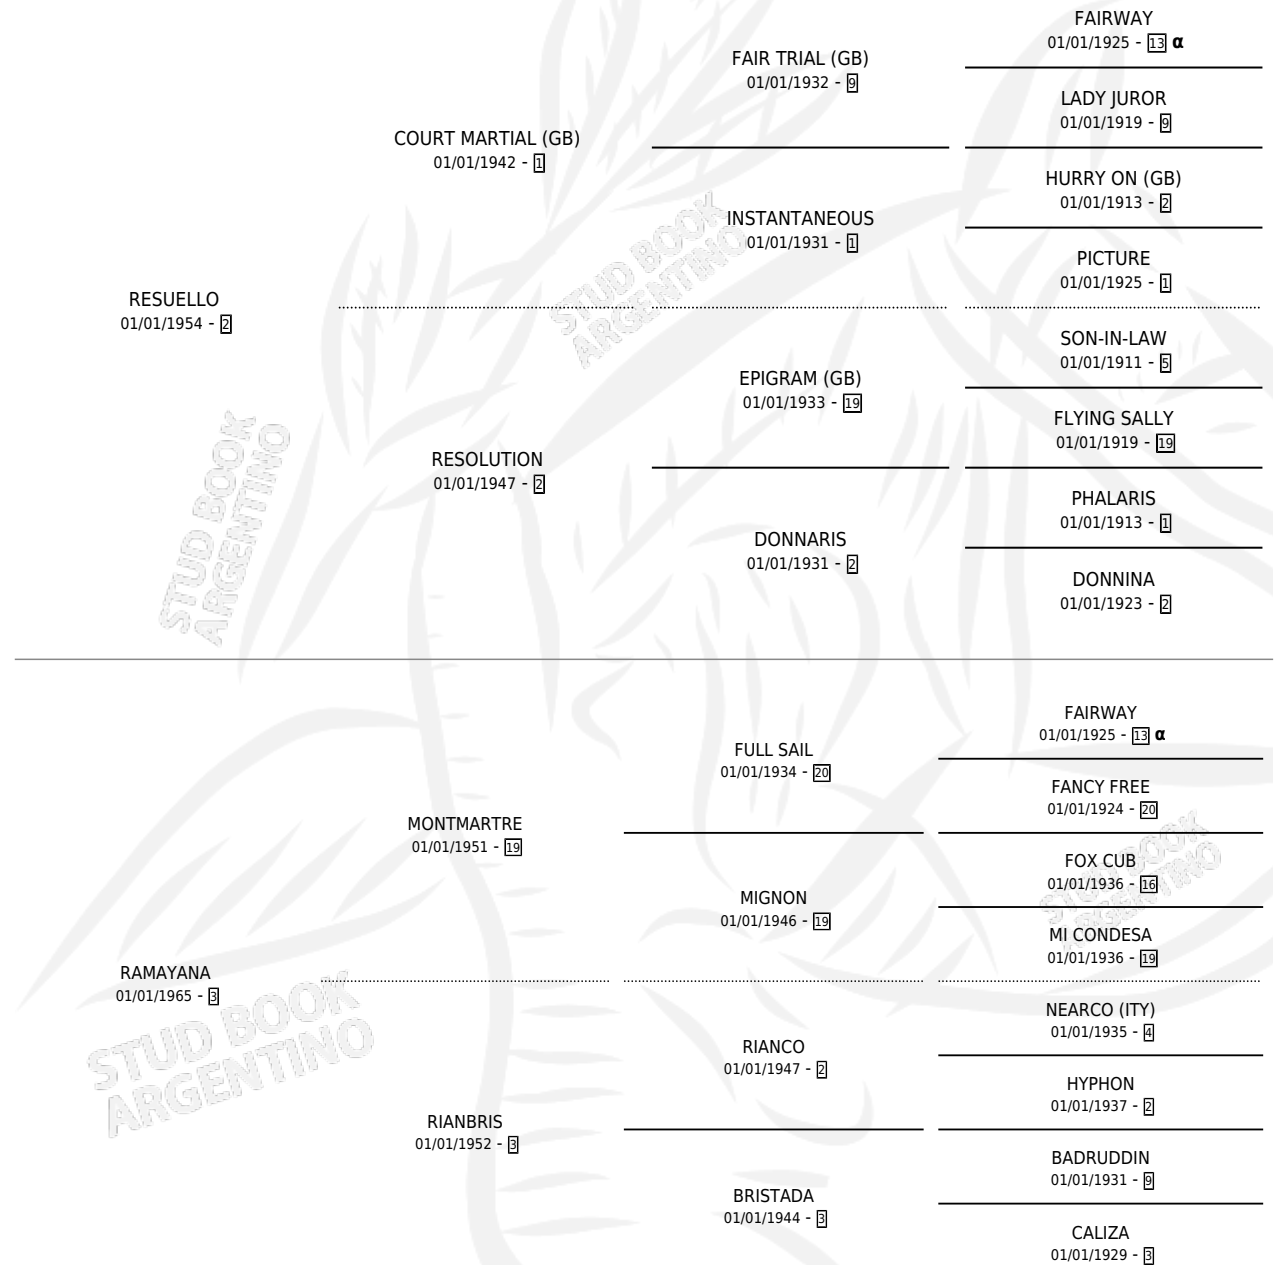 FAIRWAY
01/01/1925 - 13 α
FAIR TRIAL (GB)
01/01/1932 - 9
LADY JUROR
01/01/1919 - 9
COURT MARTIAL (GB)
01/01/1942 - 1
HURRY ON (GB)
01/01/1913 - 2
INSTANTANEOUS
01/01/1931 - 1
PICTURE
01/01/1925 - 1
RESUELLO
01/01/1954 - 2
SON-IN-LAW
01/01/1911 - 5
EPIGRAM (GB)
01/01/1933 - 19
FLYING SALLY
01/01/1919 - 19
RESOLUTION
01/01/1947 - 2
PHALARIS
01/01/1913 - 1
DONNARIS
01/01/1931 - 2
DONNINA
01/01/1923 - 2
STUD BOOK
ARGENTINO
STUD BOOK
ARGENTINO
FAIRWAY
01/01/1925 - 13 α
FULL SAIL
01/01/1934 - 20
FANCY FREE
01/01/1924 - 20
MONTMARTRE
01/01/1951 - 19
FOX CUB
01/01/1936 - 16
MIGNON
01/01/1946 - 19
MI CONDESA
01/01/1936 - 19
RAMAYANA
01/01/1965 - 3
NEARCO (ITY)
01/01/1935 - 4
RIANCO
01/01/1947 - 2
HYPHON
01/01/1937 - 2
RIANBRIS
01/01/1952 - 3
BADRUDDIN
01/01/1931 - 9
BRISTADA
01/01/1944 - 3
CALIZA
01/01/1929 - 3
STUD BOOK
ARGENTINO
STUD BOOK
ARGENTINO